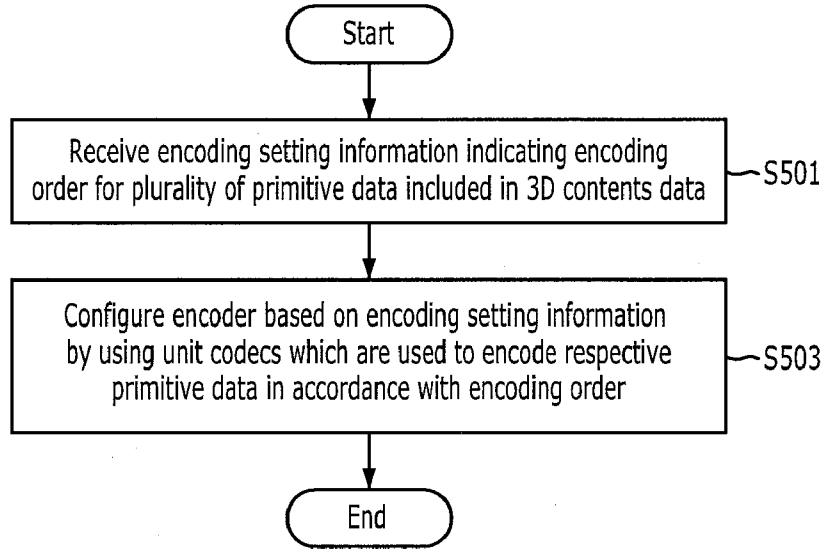 Start
Receive encoding setting information indicating encoding
order for plurality of primitive data included in 3D contents data
S501
Configure encoder based on encoding setting information
by using unit codecs which are used to encode respective
primitive data in accordance with encoding order
S503
End